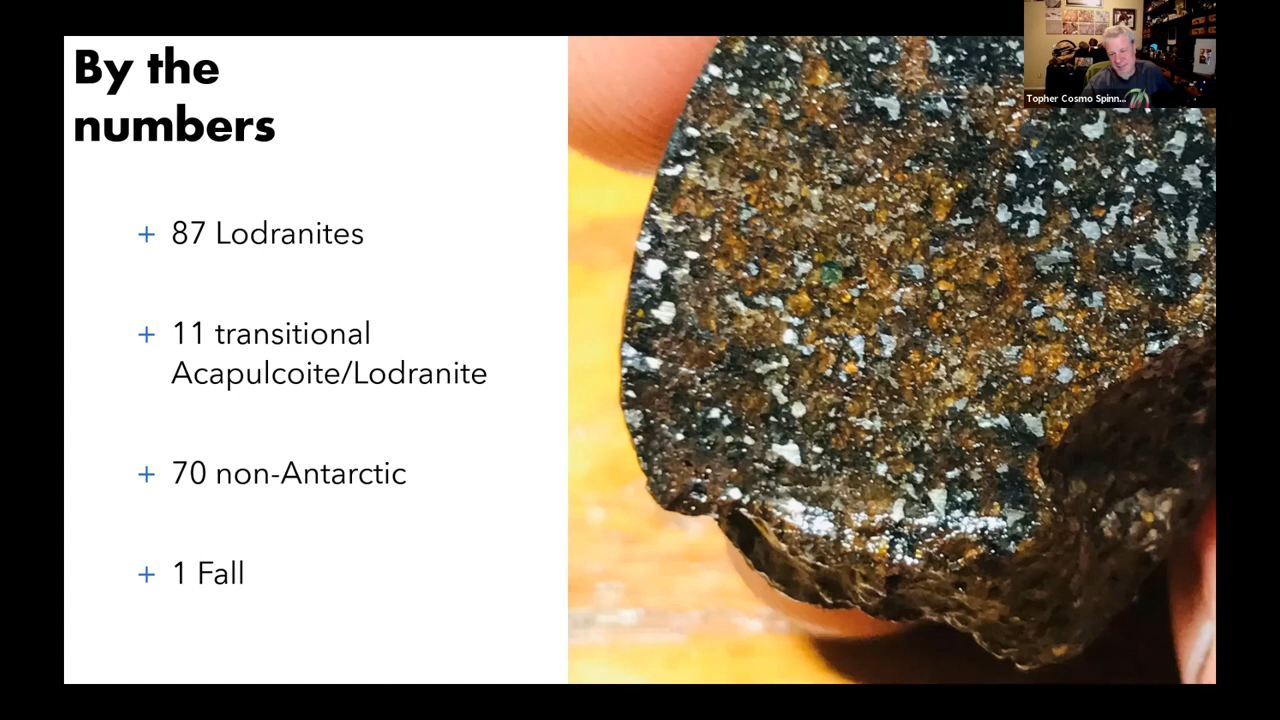 By the
numbers
+ 87 Lodranites
+ 11 transitional
Acapulcoite/Lodranite
+ 70 non-Antarctic
+ 1 Fall
Topher Cosmo Spinn...